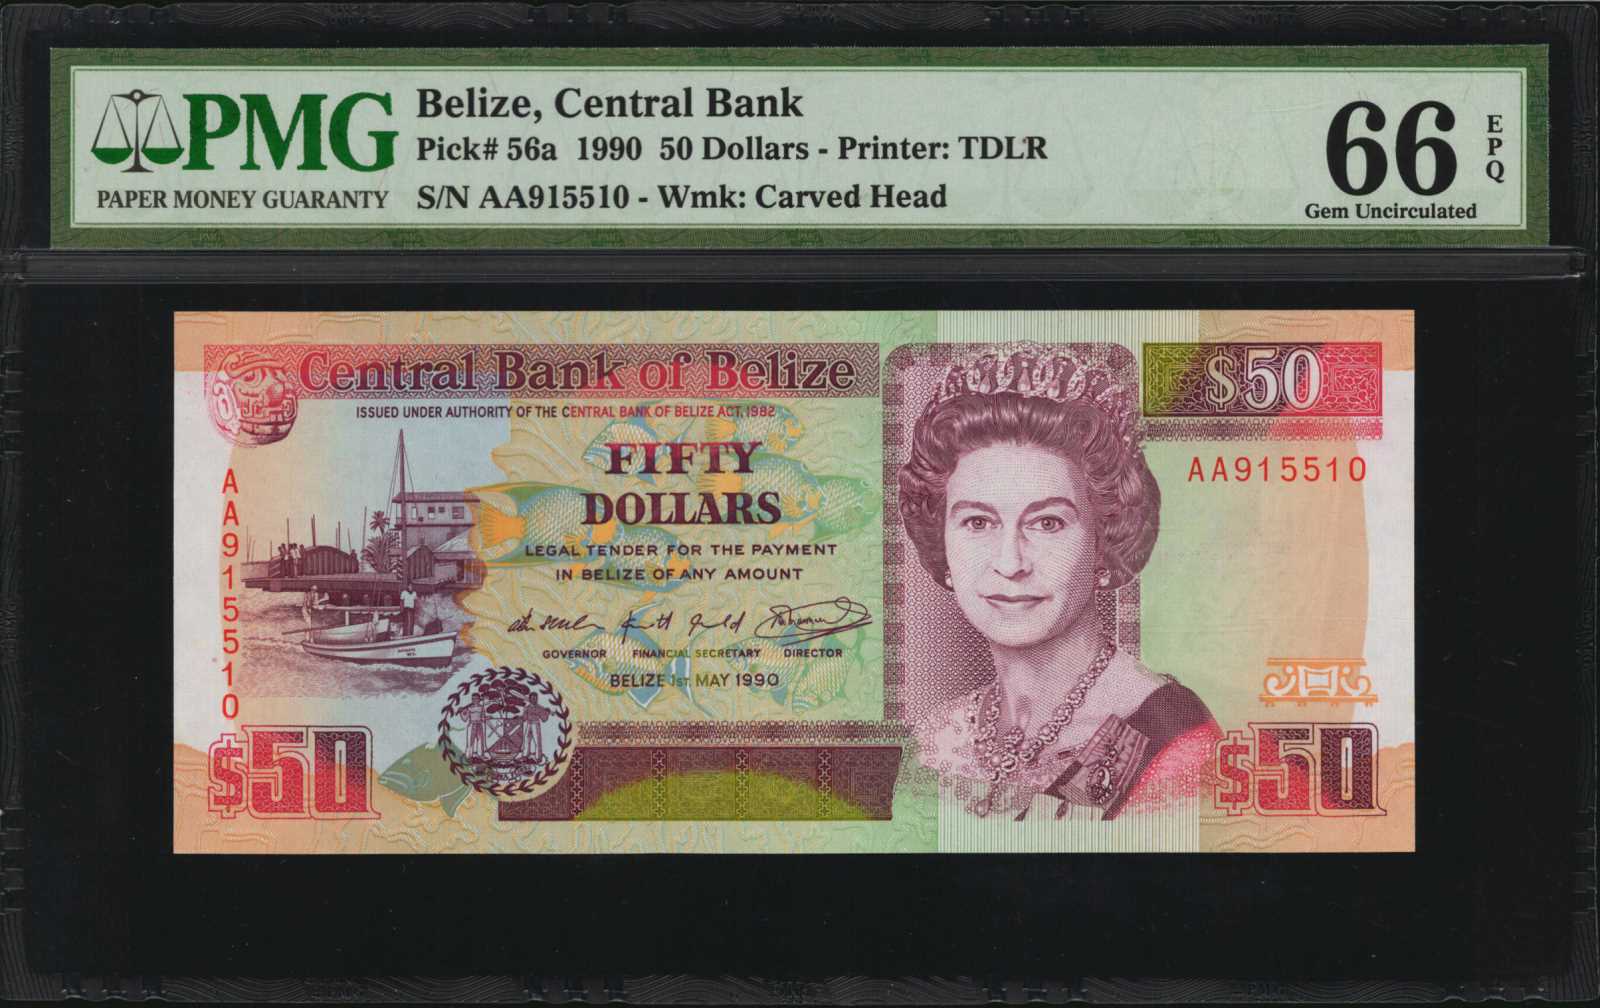 PMG
PAPER MONEY GUARANTY
Belize, Central Bank
Pick# 56a 1990 50 Dollars - Printer: TDLR
S/N AA915510 - Wmk: Carved Head
66
EPQ
Gem Uncirculated
Central Bank of Belize
$50
ISSUED UNDER AUTHORITY OF THE CENTRAL BANK OF BELIZE ACT, 1982
FIFTY
DOLLARS
AA915510
AA915510
LEGAL TENDER FOR THE PAYMENT
IN BELIZE OF ANY AMOUNT
GOVERNOR FINANCIAL SECRETARY DIRECTOR
BELIZE 1ST. MAY 1990
$50
$50